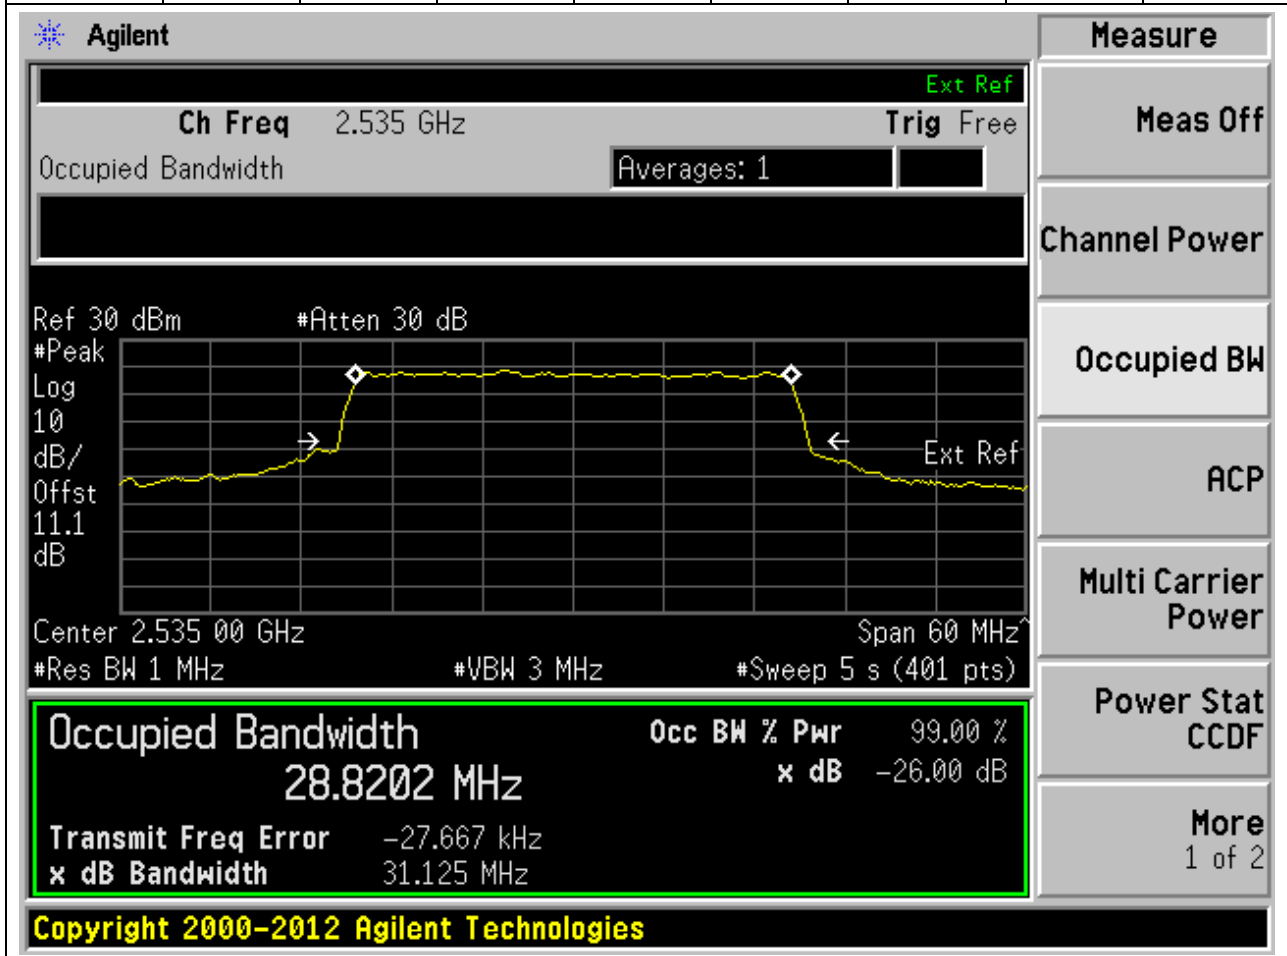 Agilent
Measure
Ext Ref
Ch Freq 2.535 GHz Trig Free
Occupied Bandwidth Averages: 1
Meas Off
Channel Power
Occupied BW
ACP
Multi Carrier
Power
Power Stat
CCDF
More
1 of 2
Ref 30 dBm #Atten 30 dB
#Peak
Log
10
dB/
Offst
11.1
dB
Ext Ref
Center 2.535 00 GHz Span 60 MHz^
#Res BW 1 MHz #VBW 3 MHz #Sweep 5 s (401 pts)
Occupied Bandwidth Occ BW % Pwr 99.00 %
28.8202 MHz x dB -26.00 dB
Transmit Freq Error -27.667 kHz
x dB Bandwidth 31.125 MHz
Copyright 2000-2012 Agilent Technologies